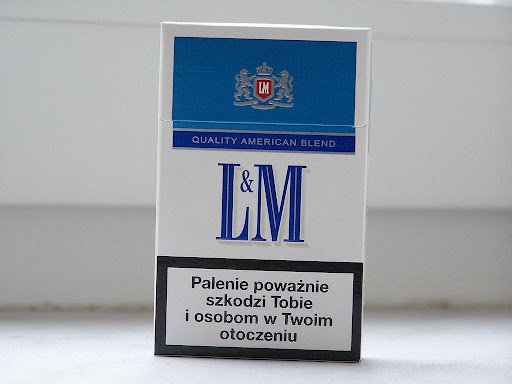 LM
QUALITY AMERICAN BLEND
L&M
Palenie poważnie
szkodzi Tobie
i osobom w Twoim
otoczeniu